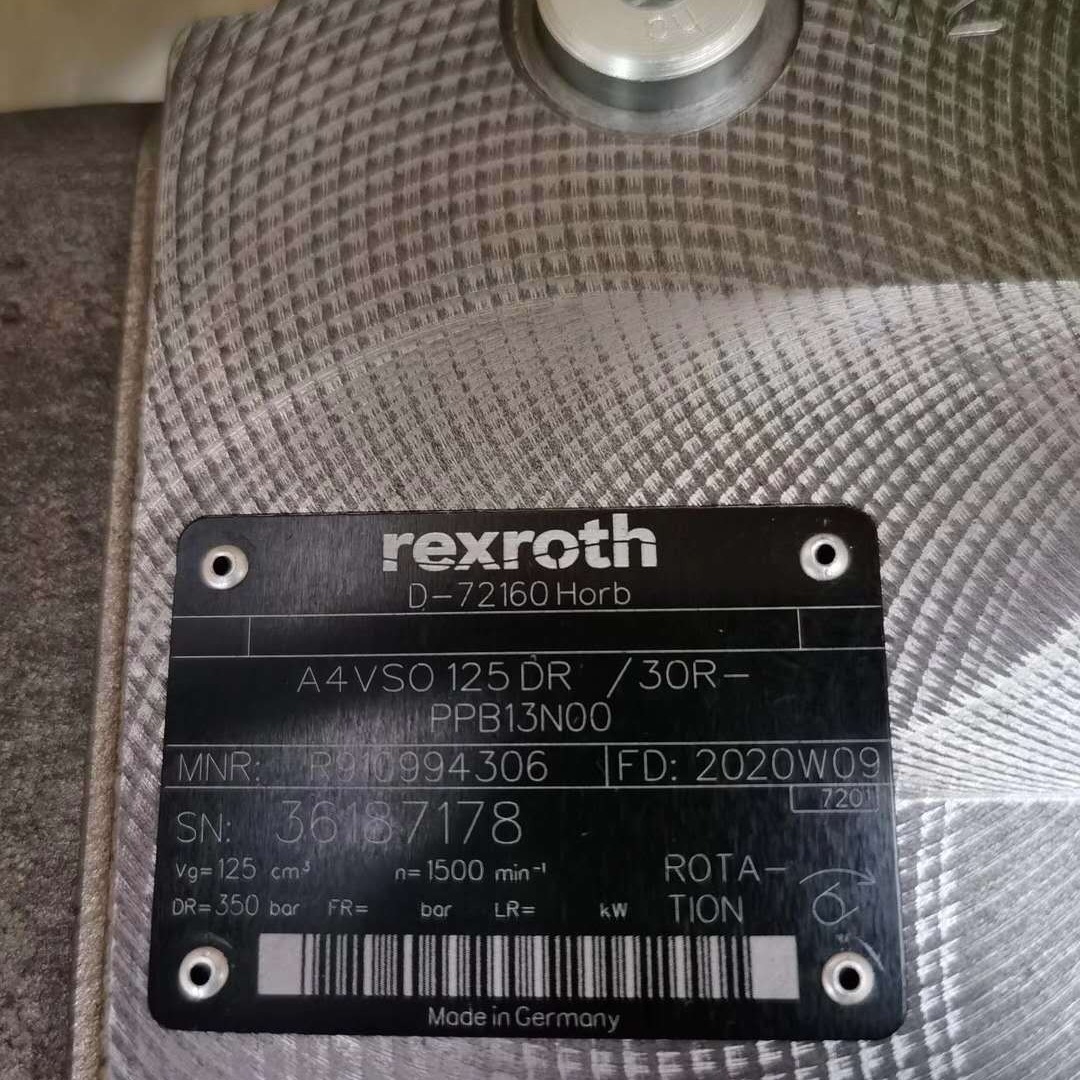 rexroth
D-72160 Horb
A4VSO 125 DR /30R-
PPB13N00
MNR: R910994306 FD: 2020W09
7201
SN: 36187178
Vg=125 cm³ n=1500 min⁻¹ ROTA-
DR=350 bar FR= bar LR= kW TION
Made in Germany